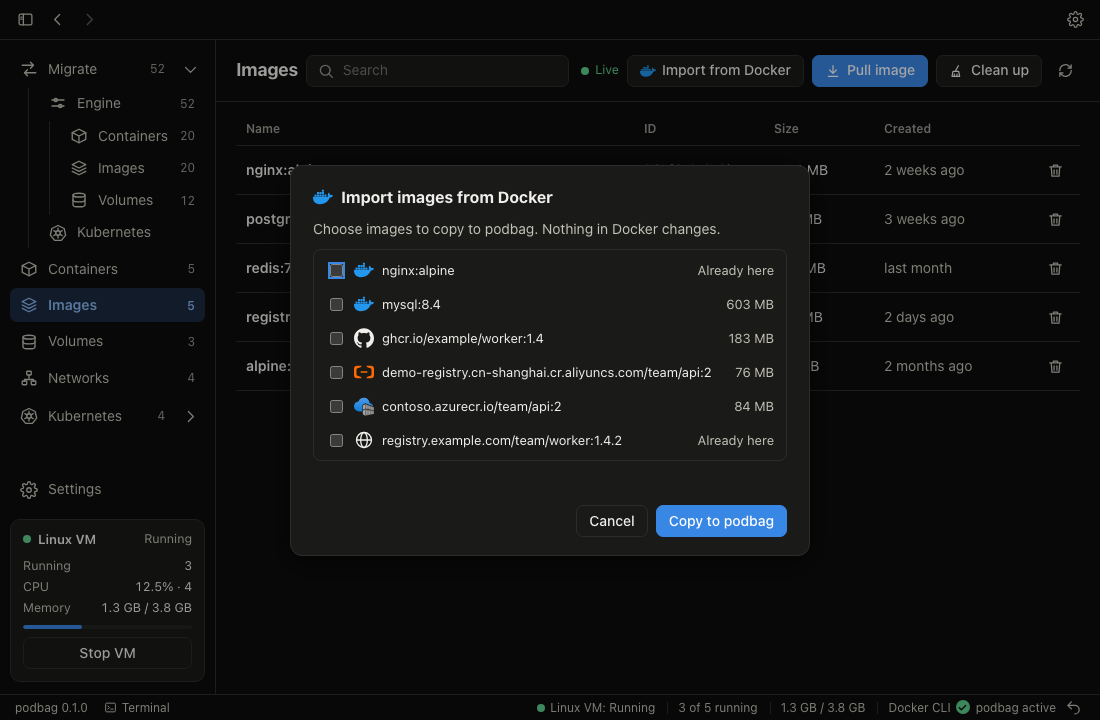 Migrate 52
Engine 52
Containers 20
Images 20
Volumes 12
Kubernetes
Containers 5
Images 5
Volumes 3
Networks 4
Kubernetes 4
Settings
Linux VM Running
Running 3
CPU 12.5% · 4
Memory 1.3 GB / 3.8 GB
Stop VM
Images Search Live Import from Docker Pull image Clean up
Name ID Size Created
MB 2 weeks ago
MB 3 weeks ago
redis:7 MB last month
MB 2 days ago
alpine: B 2 months ago
Import images from Docker
Choose images to copy to podbag. Nothing in Docker changes.
nginx:alpine Already here
mysql:8.4 603 MB
ghcr.io/example/worker:1.4 183 MB
demo-registry.cn-shanghai.cr.aliyuncs.com/team/api:2 76 MB
contoso.azurecr.io/team/api:2 84 MB
registry.example.com/team/worker:1.4.2 Already here
Cancel Copy to podbag
podbag 0.1.0 Terminal Linux VM: Running 3 of 5 running 1.3 GB / 3.8 GB Docker CLI podbag active